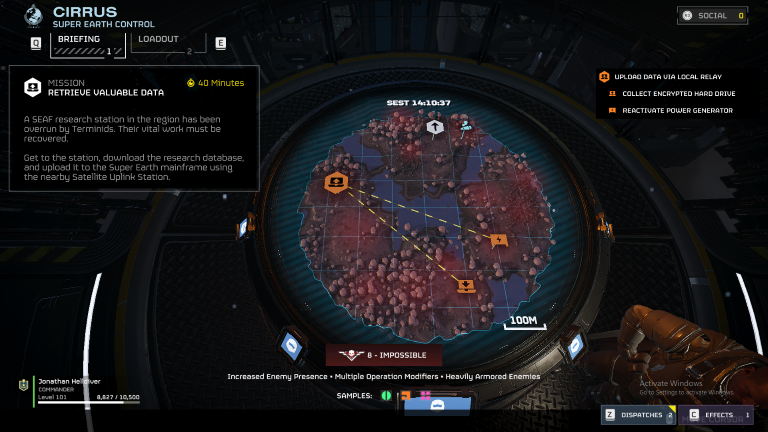 CIRRUS
SUPER EARTH CONTROL
SOCIAL 0
Q
BRIEFING
1
LOADOUT
2
E
MISSION
RETRIEVE VALUABLE DATA
40 Minutes
A SEAF research station in the region has been
overrun by Terminids. Their vital work must be
recovered.
Get to the station, download the research database,
and upload it to the Super Earth mainframe using
the nearby Satellite Uplink Station.
UPLOAD DATA VIA LOCAL RELAY
COLLECT ENCRYPTED HARD DRIVE
REACTIVATE POWER GENERATOR
SEST 14:10:37
100M
8 - IMPOSSIBLE
Increased Enemy Presence • Multiple Operation Modifiers • Heavily Armored Enemies
SAMPLES:
Jonathan Helldiver
COMMANDER
Level 101
8,827 / 10,500
Activate Windows
Go to Settings to activate Windows.
Z DISPATCHES 2
C EFFECTS 1